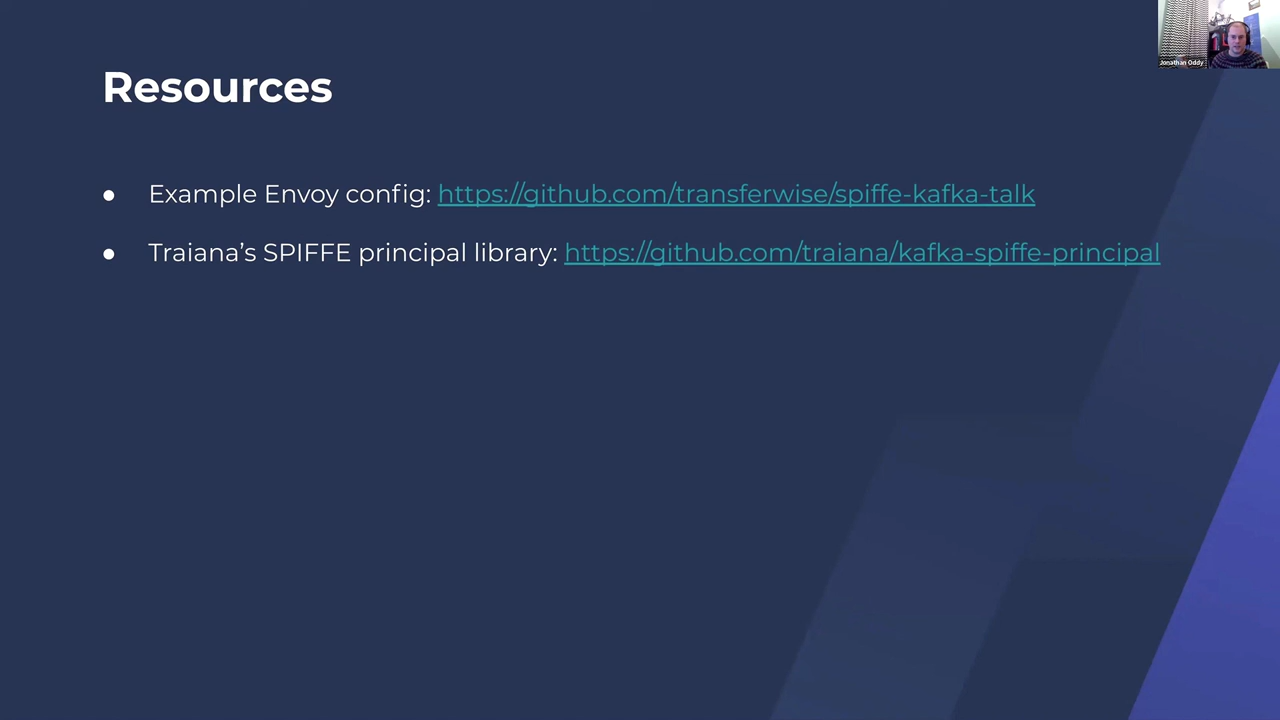 Jonathan Oddy
Resources
● Example Envoy config: https://github.com/transferwise/spiffe-kafka-talk
● Traiana’s SPIFFE principal library: https://github.com/traiana/kafka-spiffe-principal